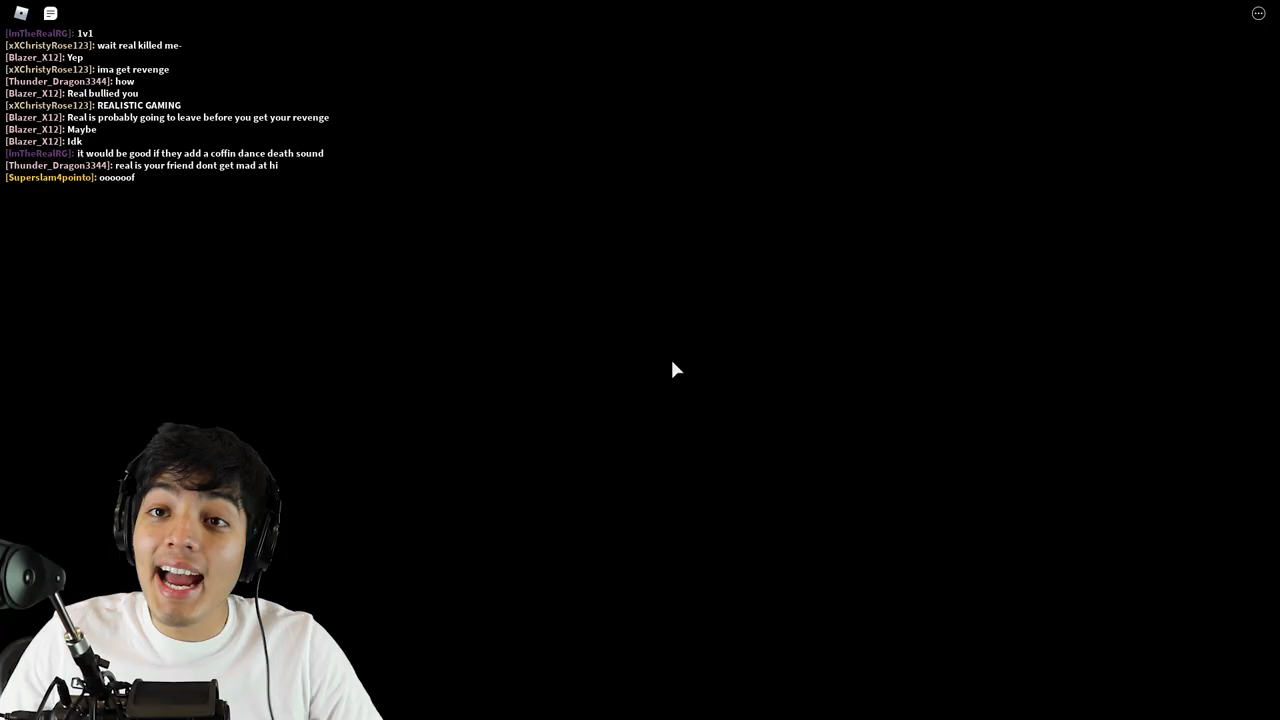 [ImTheRealRG]: 1v1
[xXChristyRose123]: wait real killed me-
[Blazer_X12]: Yep
[xXChristyRose123]: ima get revenge
[Thunder_Dragon3344]: how
[Blazer_X12]: Real bullied you
[xXChristyRose123]: REALISTIC GAMING
[Blazer_X12]: Real is probably going to leave before you get your revenge
[Blazer_X12]: Maybe
[Blazer_X12]: Idk
[ImTheRealRG]: it would be good if they add a coffin dance death sound
[Thunder_Dragon3344]: real is your friend dont get mad at hi
[Superslam4pointo]: oooooof